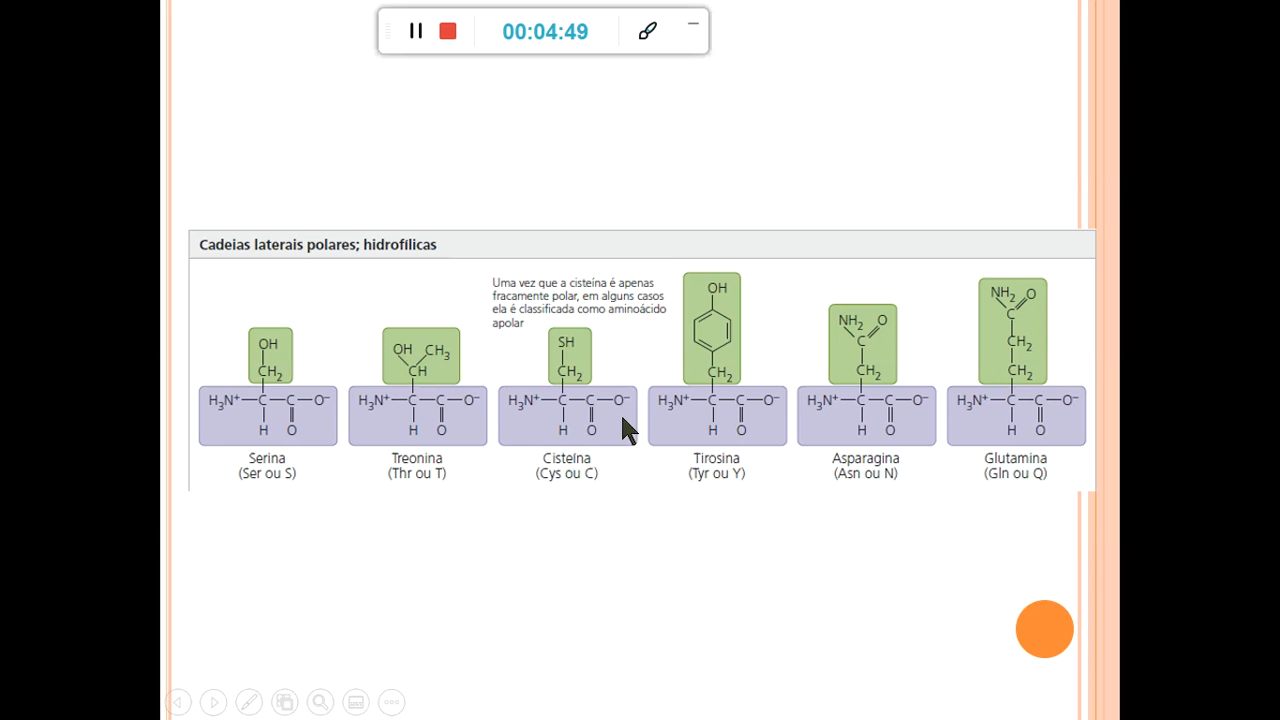 00:04:49
Cadeias laterais polares; hidrofílicas
Uma vez que a cisteína é apenas
fracamente polar, em alguns casos
ela é classificada como aminoácido
apolar
OH
CH₂
H₃N⁺—C—C—O⁻
H O
Serina
(Ser ou S)
OH CH₃
CH
H₃N⁺—C—C—O⁻
H O
Treonina
(Thr ou T)
SH
CH₂
H₃N⁺—C—C—O⁻
H O
Cisteína
(Cys ou C)
OH
CH₂
H₃N⁺—C—C—O⁻
H O
Tirosina
(Tyr ou Y)
NH₂ O
C
CH₂
H₃N⁺—C—C—O⁻
H O
Asparagina
(Asn ou N)
NH₂ O
C
CH₂
CH₂
H₃N⁺—C—C—O⁻
H O
Glutamina
(Gln ou Q)